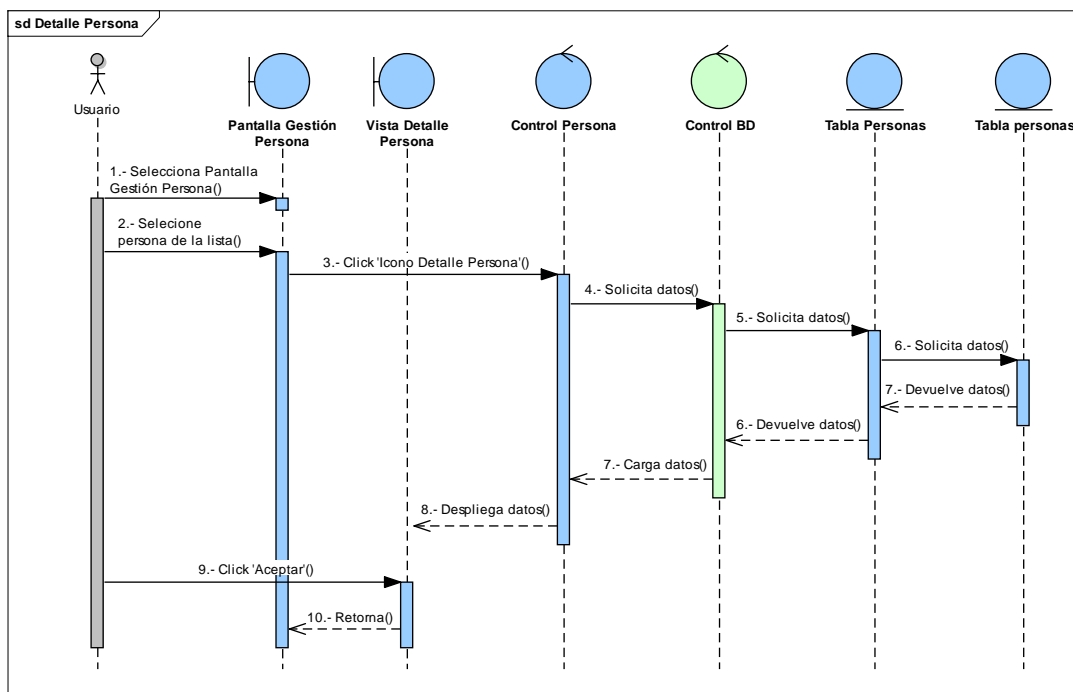 sd Detalle Persona
Usuario
Pantalla Gestión
Persona
Vista Detalle
Persona
Control Persona
Control BD
Tabla Personas
Tabla personas
1.- Selecciona Pantalla
Gestión Persona()
2.- Selecione
persona de la lista()
3.- Click 'Icono Detalle Persona'()
4.- Solicita datos()
5.- Solicita datos()
6.- Solicita datos()
7.- Devuelve datos()
6.- Devuelve datos()
7.- Carga datos()
8.- Despliega datos()
9.- Click 'Aceptar'()
10.- Retorna()